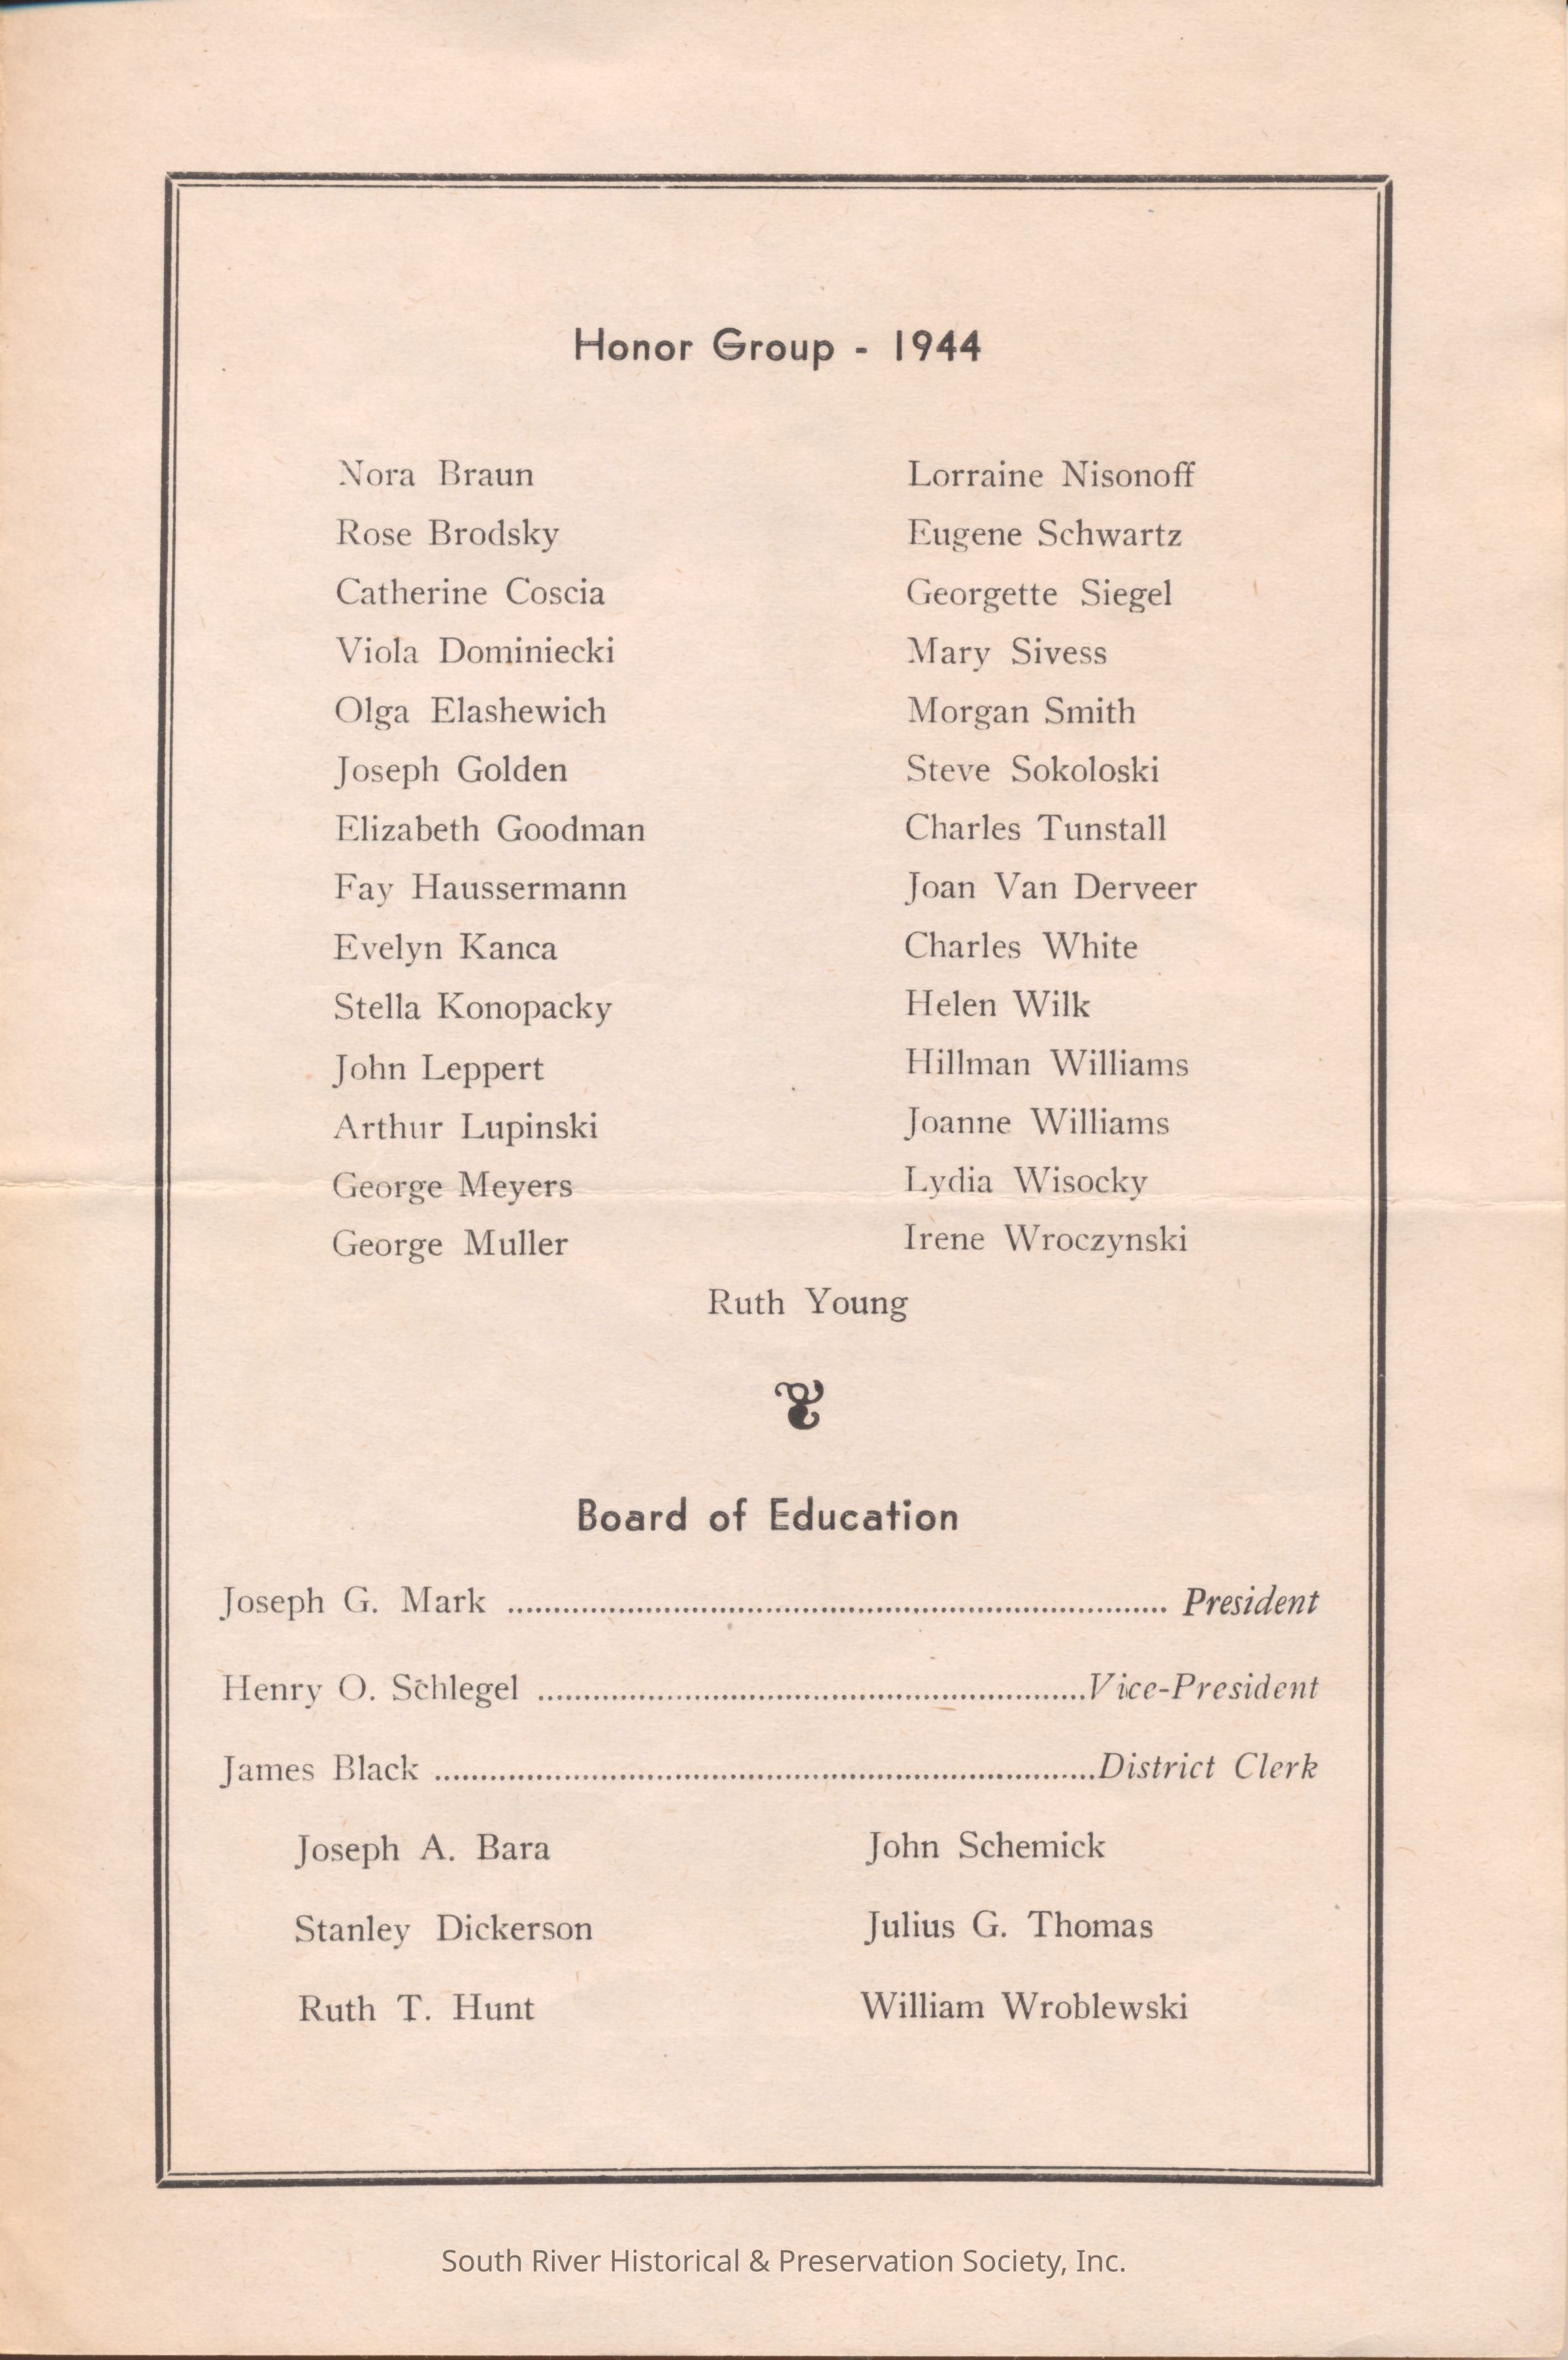 Honor Group - 1944
Nora Braun
Rose Brodsky
Catherine Coscia
Viola Dominiecki
Olga Elashewich
Joseph Golden
Elizabeth Goodman
Fay Haussermann
Evelyn Kanca
Stella Konopacky
John Leppert
Arthur Lupinski
George Meyers
George Muller
Lorraine Nisonoff
Eugene Schwartz
Georgette Siegel
Mary Sivess
Morgan Smith
Steve Sokoloski
Charles Tunstall
Joan Van Derveer
Charles White
Helen Wilk
Hillman Williams
Joanne Williams
Lydia Wisocky
Irene Wroczynski
Ruth Young
Board of Education
Joseph G. Mark ........................................................................ President
Henry O. Schlegel ............................................................Vice-President
James Black ........................................................................District Clerk
Joseph A. Bara
Stanley Dickerson
Ruth T. Hunt
John Schemick
Julius G. Thomas
William Wroblewski
South River Historical & Preservation Society, Inc.